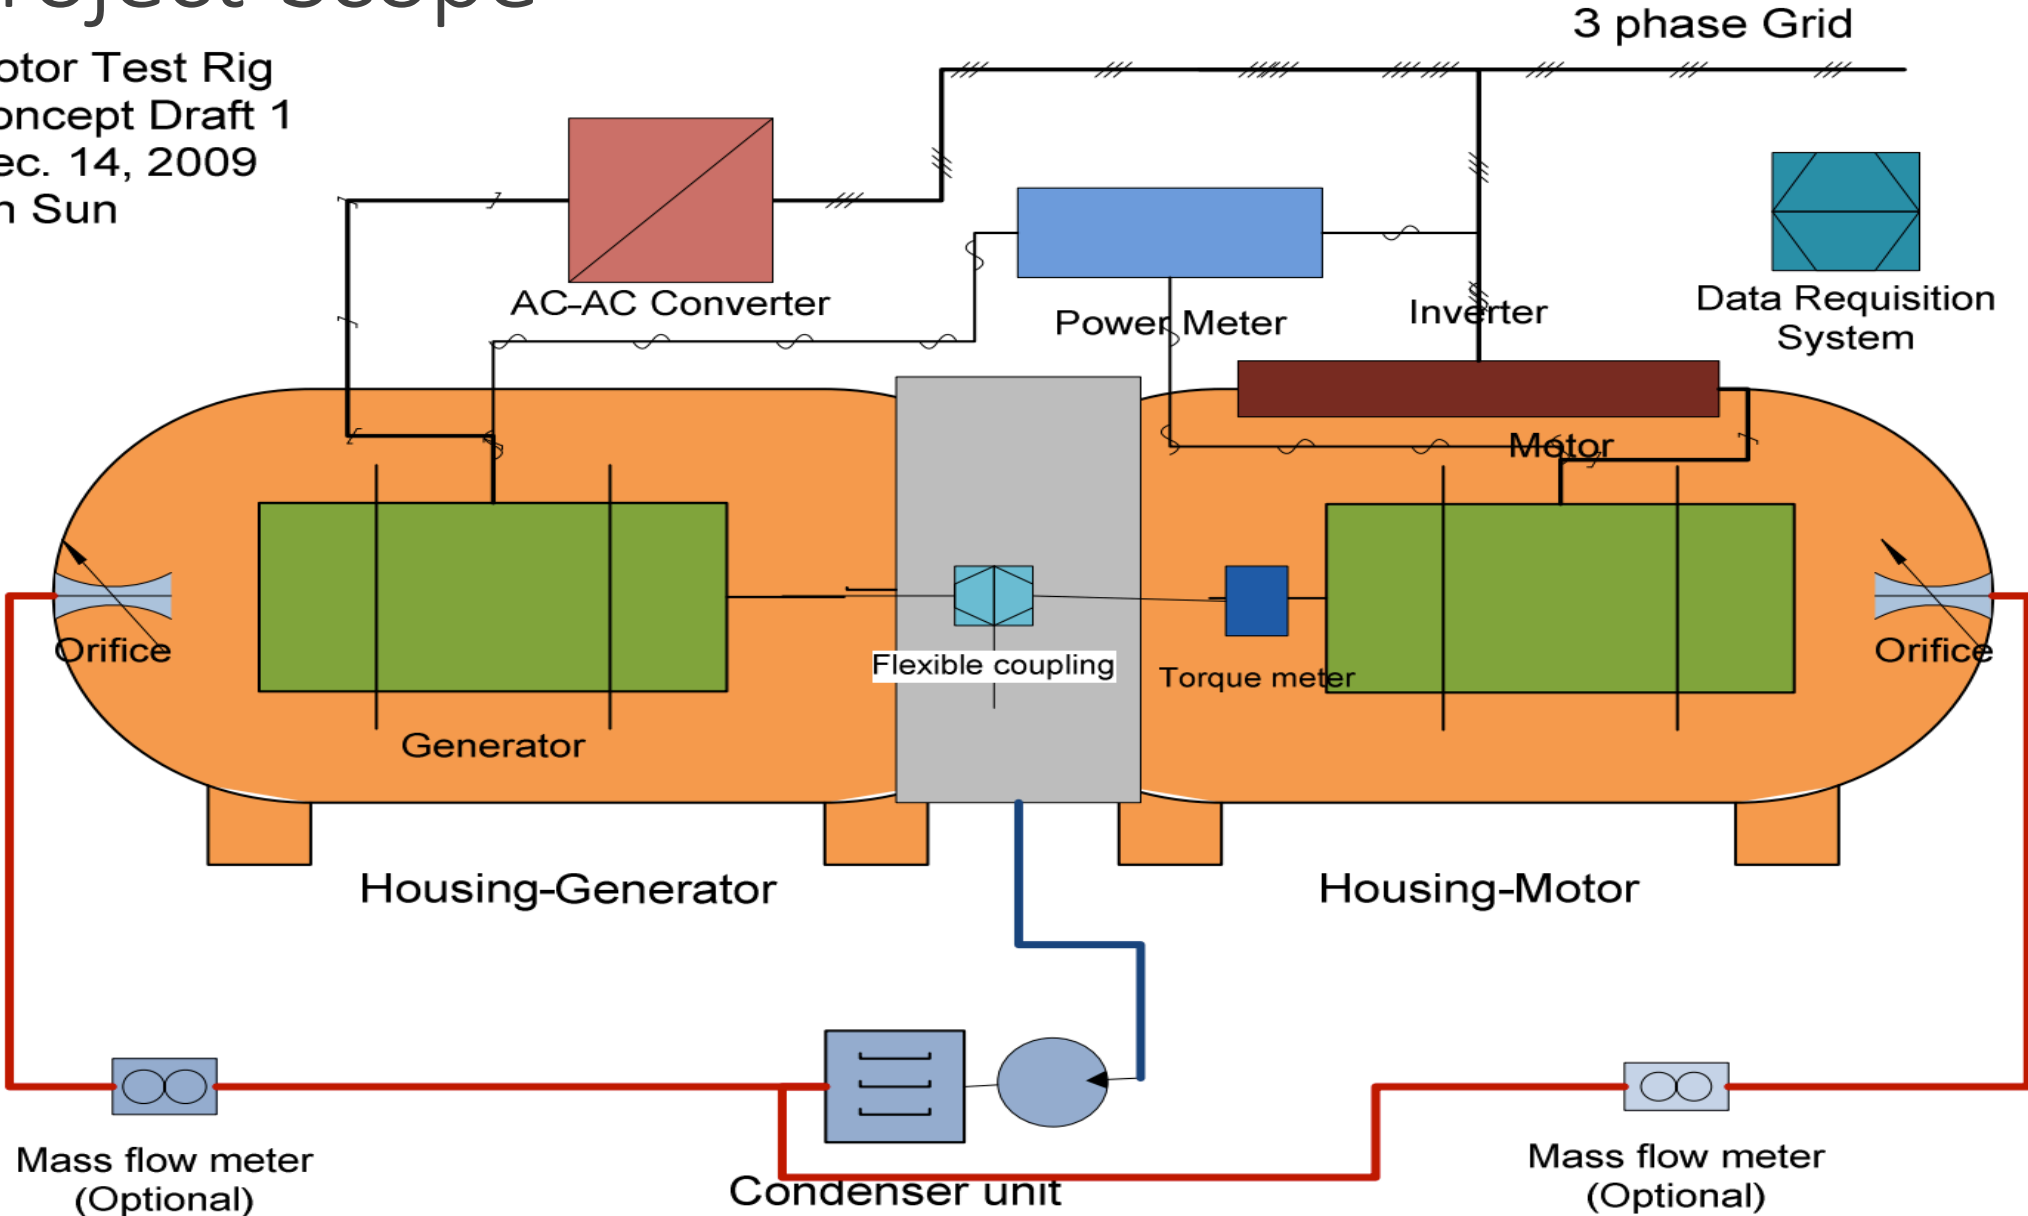 roject Scope
3 phase Grid
otor Test Rig
oncept Draft 1
ec. 14, 2009
n Sun
AC-AC Converter
Power Meter
Inverter
Data Requisition
System
Motor
Orifice
Flexible coupling
Torque meter
Orifice
Generator
Housing-Generator
Housing-Motor
Mass flow meter
(Optional)
Condenser unit
Mass flow meter
(Optional)